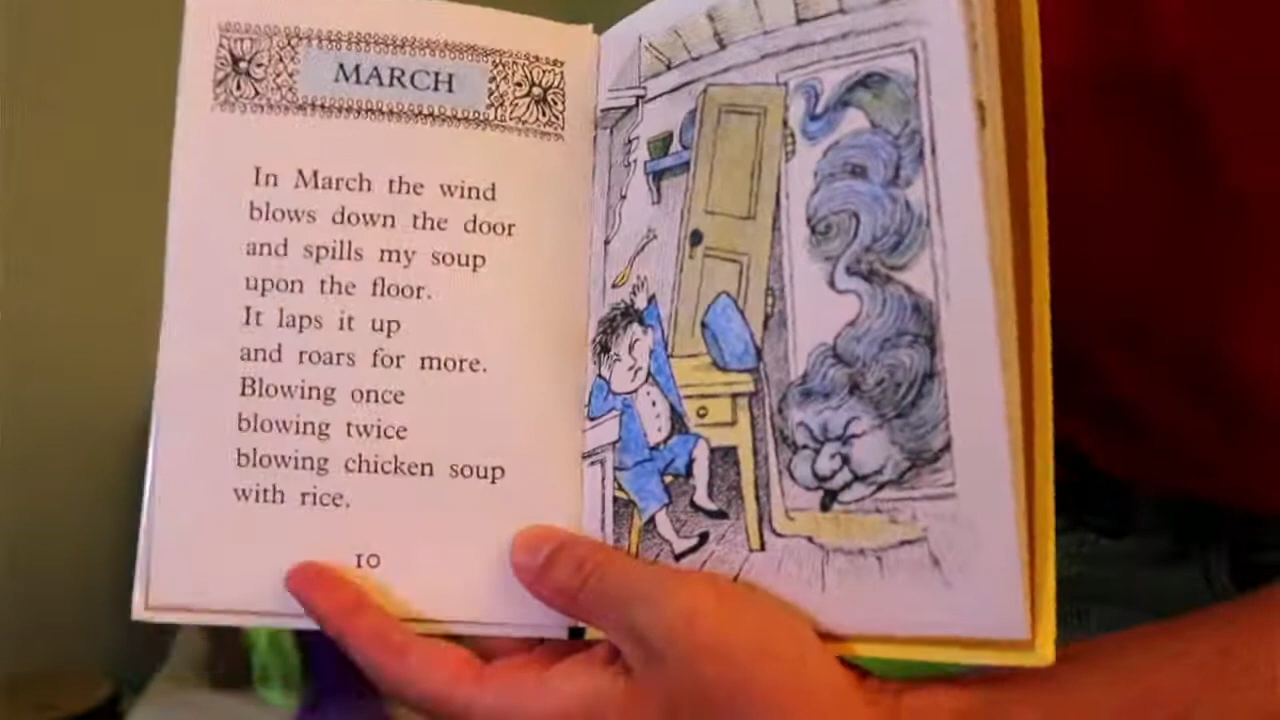 MARCH
In March the wind
blows down the door
and spills my soup
upon the floor.
It laps it up
and roars for more.
Blowing once
blowing twice
blowing chicken soup
with rice.
10